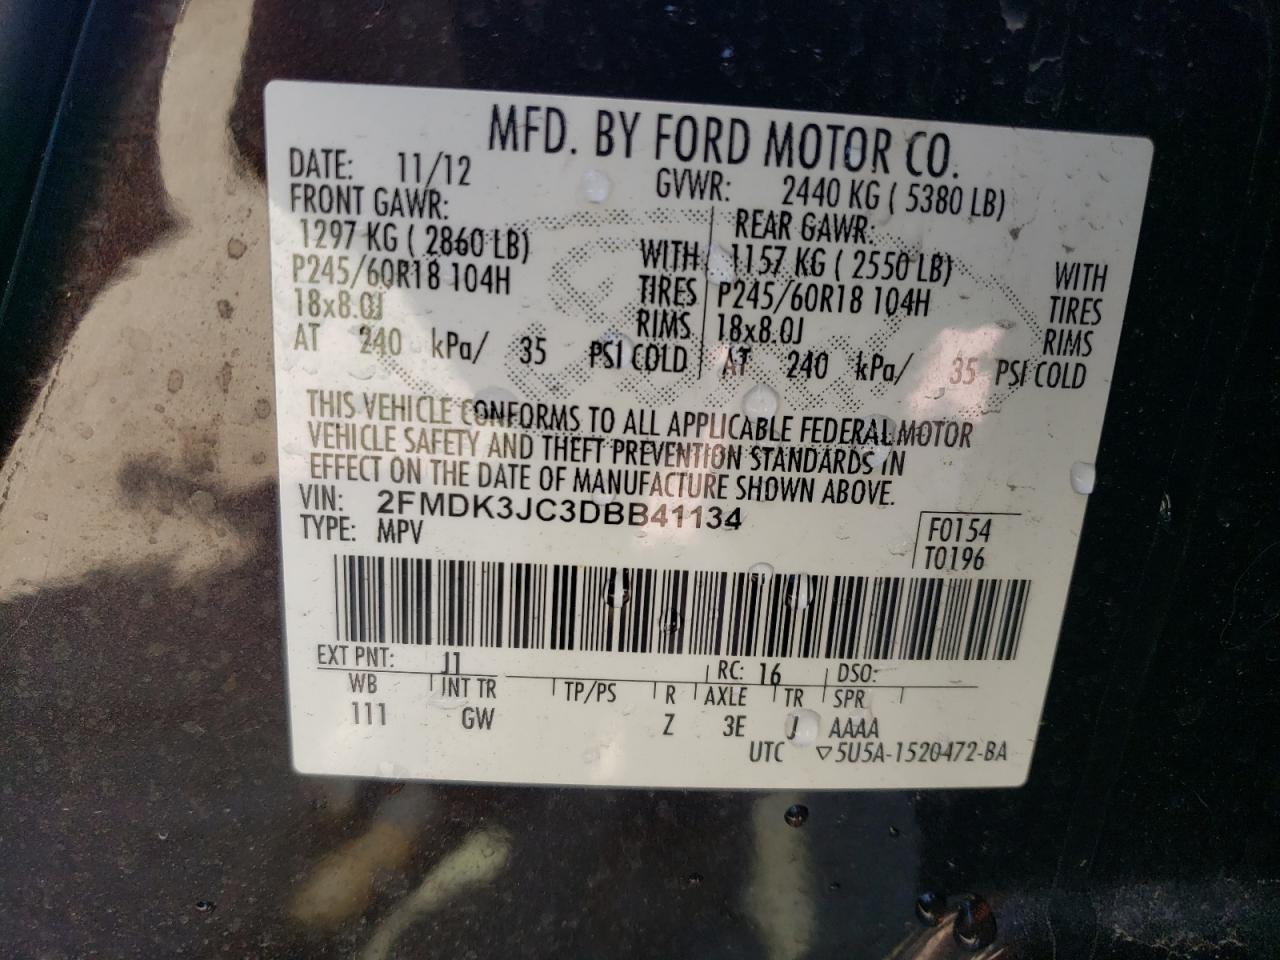 MFD. BY FORD MOTOR CO.
DATE: 11/12 GVWR: 2440 KG ( 5380 LB)
FRONT GAWR: REAR GAWR:
1297 KG ( 2860 LB) WITH 1157 KG ( 2550 LB) WITH
P245/60R18 104H TIRES P245/60R18 104H TIRES
18x8.0J RIMS 18x8.0J RIMS
AT 240 kPa/ 35 PSI COLD AT 240 kPa/ 35 PSI COLD
THIS VEHICLE CONFORMS TO ALL APPLICABLE FEDERAL MOTOR
VEHICLE SAFETY AND THEFT PREVENTION STANDARDS IN
EFFECT ON THE DATE OF MANUFACTURE SHOWN ABOVE.
VIN: 2FMDK3JC3DBB41134
TYPE: MPV F0154
T0196
EXT PNT: J1 RC: 16 DSO:
WB INT TR TP/PS R AXLE TR SPR
111 GW Z 3E J AAAA
UTC ▽5U5A-1520472-BA